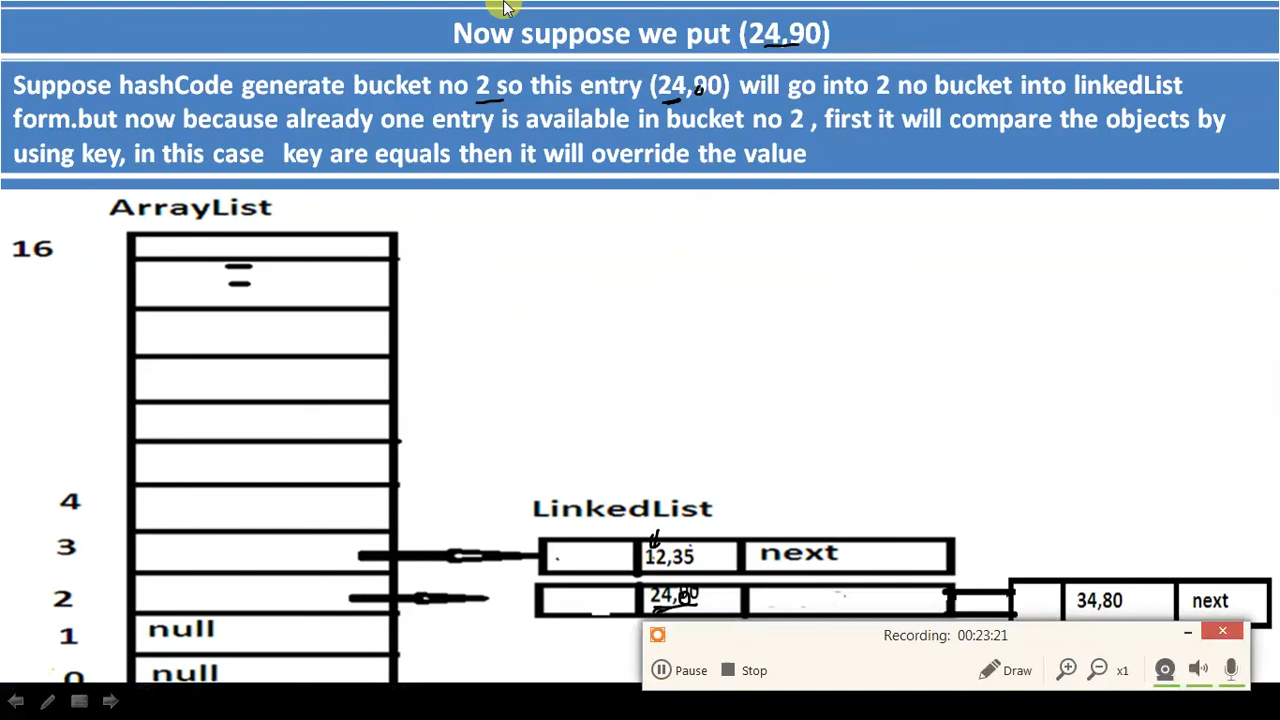 Now suppose we put (24,90)
Suppose hashCode generate bucket no 2 so this entry (24,90) will go into 2 no bucket into linkedList
form.but now because already one entry is available in bucket no 2 , first it will compare the objects by
using key, in this case key are equals then it will override the value
ArrayList
16
4
LinkedList
3
12,35
next
2
24,90
34,80
next
1
null
0
null
Recording: 00:23:21
Pause
Stop
Draw
x1